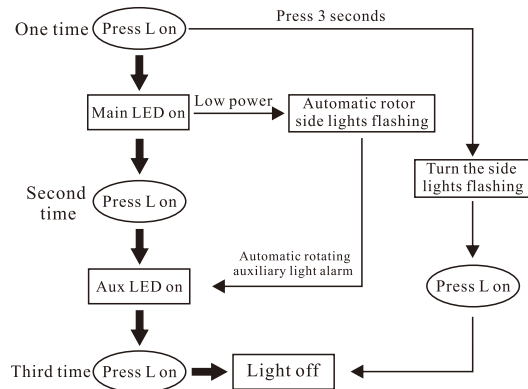 One time
Press L on
Press 3 seconds
Main LED on
Low power
Automatic rotor
side lights flashing
Turn the side
lights flashing
Second
time
Press L on
Automatic rotating
auxiliary light alarm
Aux LED on
Press L on
Third time
Press L on
Light off